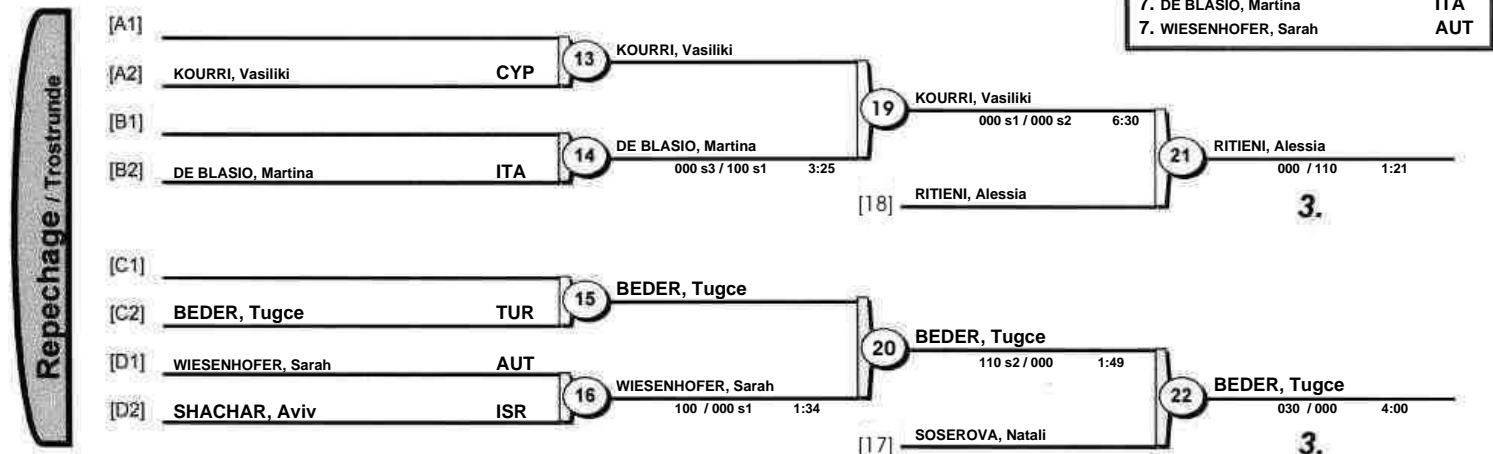 7. DE BLASIO, Martina ITA
7. WIESENHOFER, Sarah AUT
Repechage / Trostrunde
[A1]
[A2] KOURRI, Vasiliki CYP
13
KOURRI, Vasiliki
[B1]
[B2] DE BLASIO, Martina ITA
14
DE BLASIO, Martina
000 s3 / 100 s1 3:25
19
KOURRI, Vasiliki
000 s1 / 000 s2 6:30
[18] RITIENI, Alessia
21
RITIENI, Alessia
000 / 110 1:21
3.
[C1]
[C2] BEDER, Tugce TUR
15
BEDER, Tugce
[D1] WIESENHOFER, Sarah AUT
[D2] SHACHAR, Aviv ISR
16
WIESENHOFER, Sarah
100 / 000 s1 1:34
20
BEDER, Tugce
110 s2 / 000 1:49
[17] SOSEROVA, Natali
22
BEDER, Tugce
030 / 000 4:00
3.